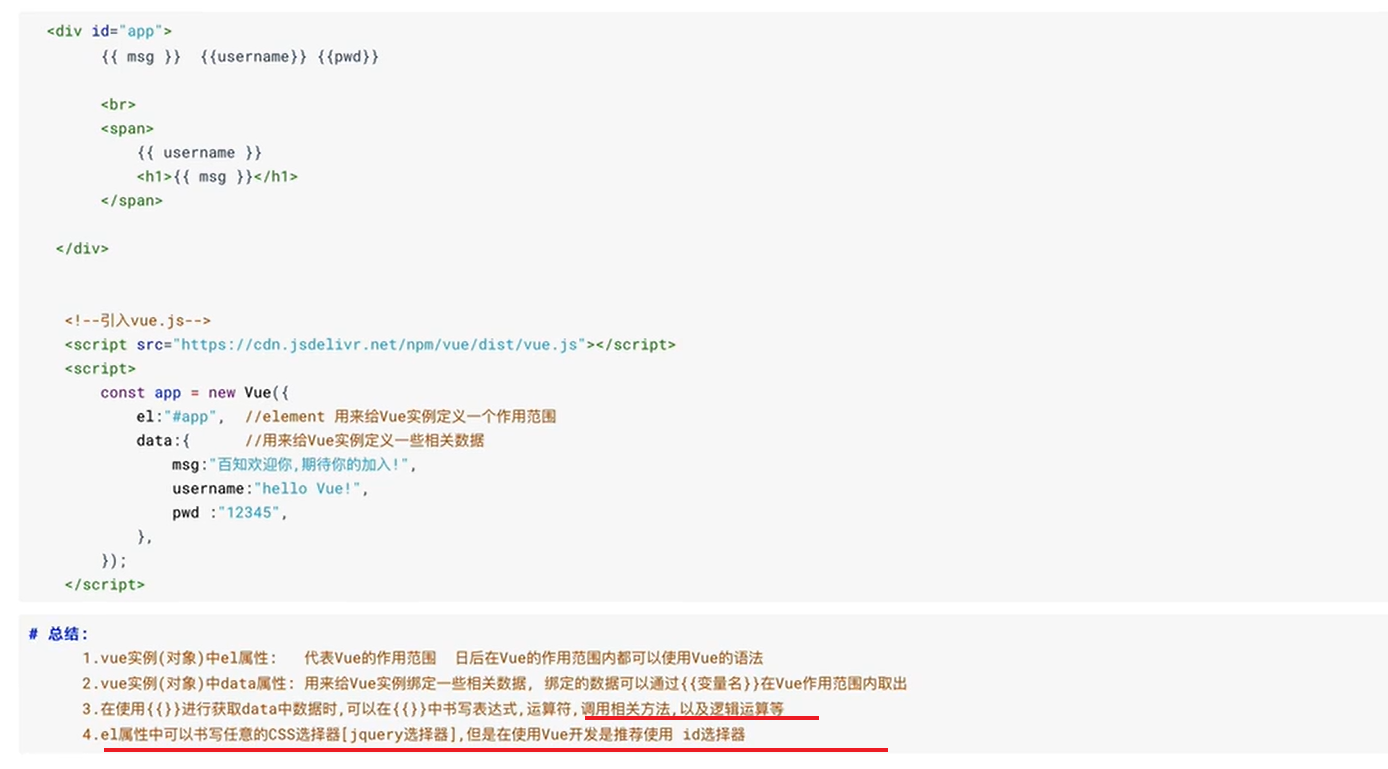 <div id="app">
{{ msg }}  {{username}} {{pwd}}
<br>
<span>
{{ username }}
<h1>{{ msg }}</h1>
</span>
</div>
<!--引入vue.js-->
<script src="https://cdn.jsdelivr.net/npm/vue/dist/vue.js"></script>
<script>
const app = new Vue({
el:"#app",  //element 用来给Vue实例定义一个作用范围
data:{      //用来给Vue实例定义一些相关数据
msg:"百知欢迎你,期待你的加入!",
username:"hello Vue!",
pwd :"12345",
},
});
</script>
# 总结:
1.vue实例(对象)中el属性:   代表Vue的作用范围  日后在Vue的作用范围内都可以使用Vue的语法
2.vue实例(对象)中data属性: 用来给Vue实例绑定一些相关数据, 绑定的数据可以通过{{变量名}}在Vue作用范围内取出
3.在使用{{}}进行获取data中数据时,可以在{{}}中书写表达式,运算符,调用相关方法,以及逻辑运算等
4.el属性中可以书写任意的CSS选择器[jquery选择器],但是在使用Vue开发是推荐使用 id选择器